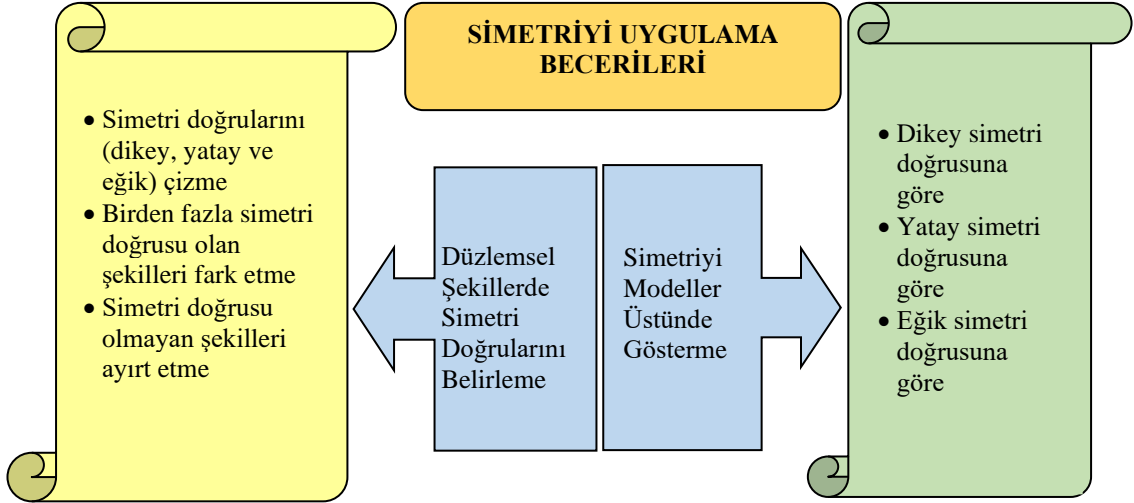 SİMETRİYİ UYGULAMA
BECERİLERİ
• Simetri doğrularını
(dikey, yatay ve
eğik) çizme
• Birden fazla simetri
doğrusu olan
şekilleri fark etme
• Simetri doğrusu
olmayan şekilleri
ayırt etme
Düzlemsel
Şekillerde
Simetri
Doğrularını
Belirleme
Simetriyi
Modeller
Üstünde
Gösterme
• Dikey simetri
doğrusuna
göre
• Yatay simetri
doğrusuna
göre
• Eğik simetri
doğrusuna
göre